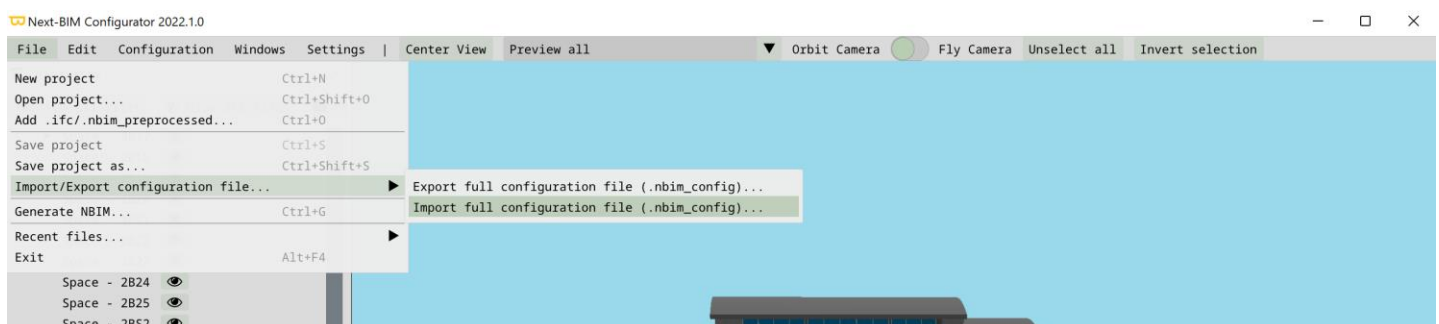 Next-BIM Configurator 2022.1.0
File Edit Configuration Windows Settings | Center View Preview all Orbit Camera Fly Camera Unselect all Invert selection
New project Ctrl+N
Open project... Ctrl+Shift+O
Add .ifc/.nbim_preprocessed... Ctrl+O
Save project Ctrl+S
Save project as... Ctrl+Shift+S
Import/Export configuration file... Export full configuration file (.nbim_config)...
Import full configuration file (.nbim_config)...
Generate NBIM... Ctrl+G
Recent files...
Exit Alt+F4
Space - 2B24
Space - 2B25
Space - 2BS2